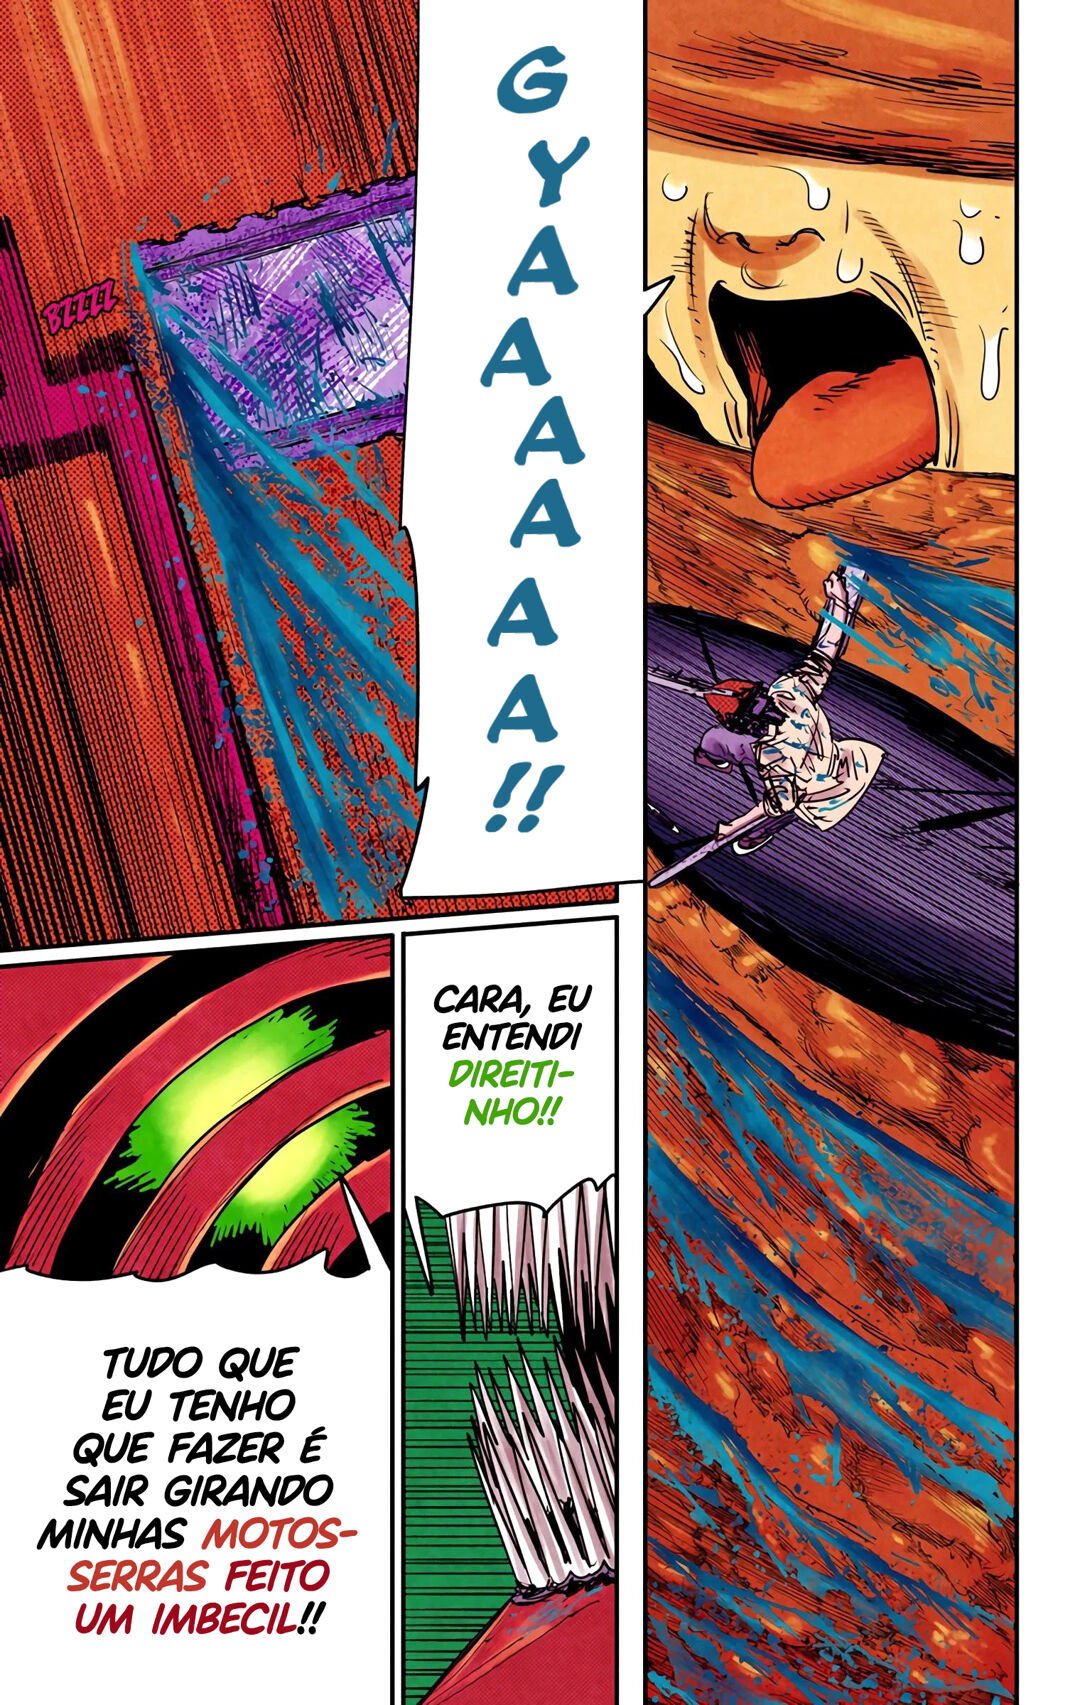 GYAAAAAAA!!
BZZZZ
CARA, EU
ENTENDI
DIREITI-
NHO!!
TUDO QUE
EU TENHO
QUE FAZER É
SAIR GIRANDO
MINHAS MOTOS-
SERRAS FEITO
UM IMBECIL!!